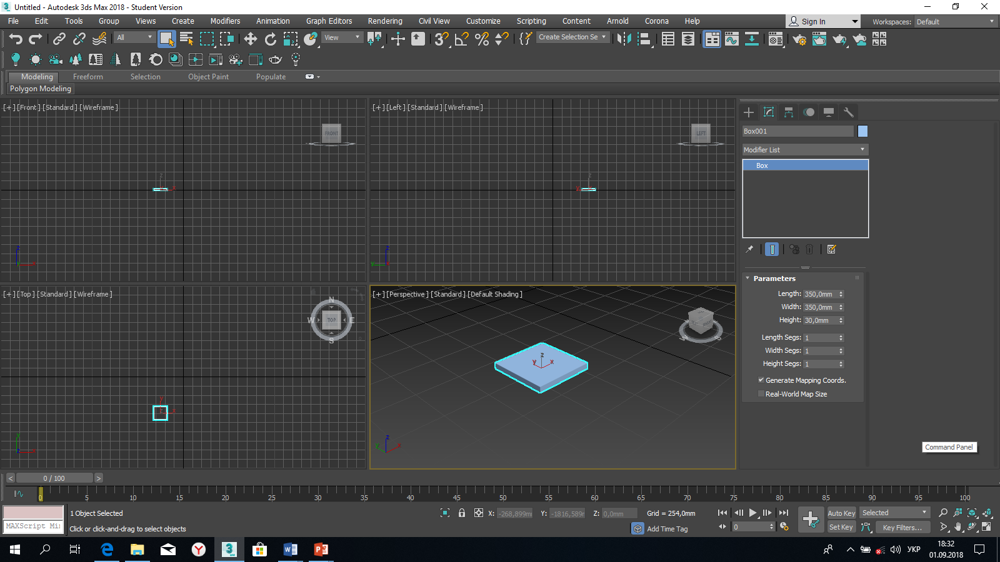 Untitled - Autodesk 3ds Max 2018 - Student Version
File Edit Tools Group Views Create Modifiers Animation Graph Editors Rendering Civil View Customize Scripting Content Arnold Corona Help
Sign In Workspaces: Default
All View Create Selection Se
Modeling Freeform Selection Object Paint Populate
Polygon Modeling
[+] [Front] [Standard] [Wireframe]
FRONT
[+] [Left] [Standard] [Wireframe]
LEFT
Box001
Modifier List
Box
[+] [Top] [Standard] [Wireframe]
N
W TOP E
S
[+] [Perspective] [Standard] [Default Shading]
Parameters
Length: 350,0mm
Width: 350,0mm
Height: 30,0mm
Length Segs: 1
Width Segs: 1
Height Segs: 1
Generate Mapping Coords.
Real-World Map Size
Command Panel
< 0 / 100 >
0 5 10 15 20 25 30 35 40 45 50 55 60 65 70 75 80 85 90 95 100
1 Object Selected
X: -268,899m Y: -1816,589m Z: 0,0mm Grid = 254,0mm
Auto Key Selected
MAXScript Mi
Click or click-and-drag to select objects
Add Time Tag
0
Set Key Key Filters...
УКР
18:32
01.09.2018